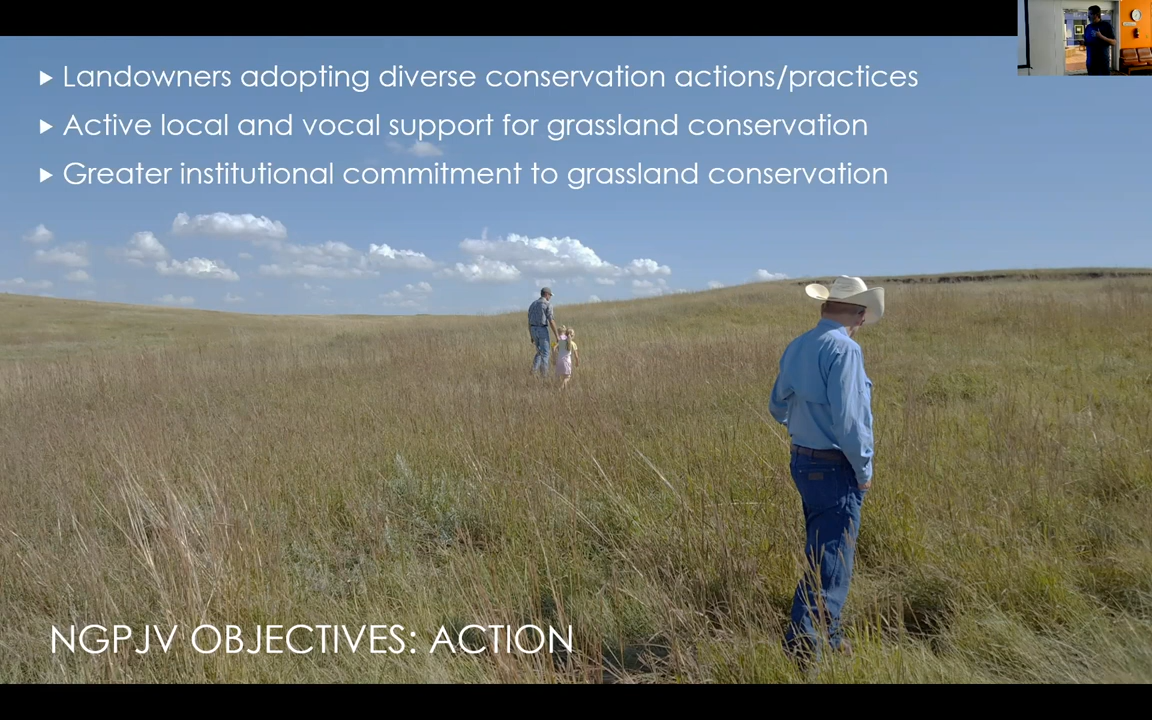 Landowners adopting diverse conservation actions/practices
Active local and vocal support for grassland conservation
Greater institutional commitment to grassland conservation
NGPJV OBJECTIVES: ACTION